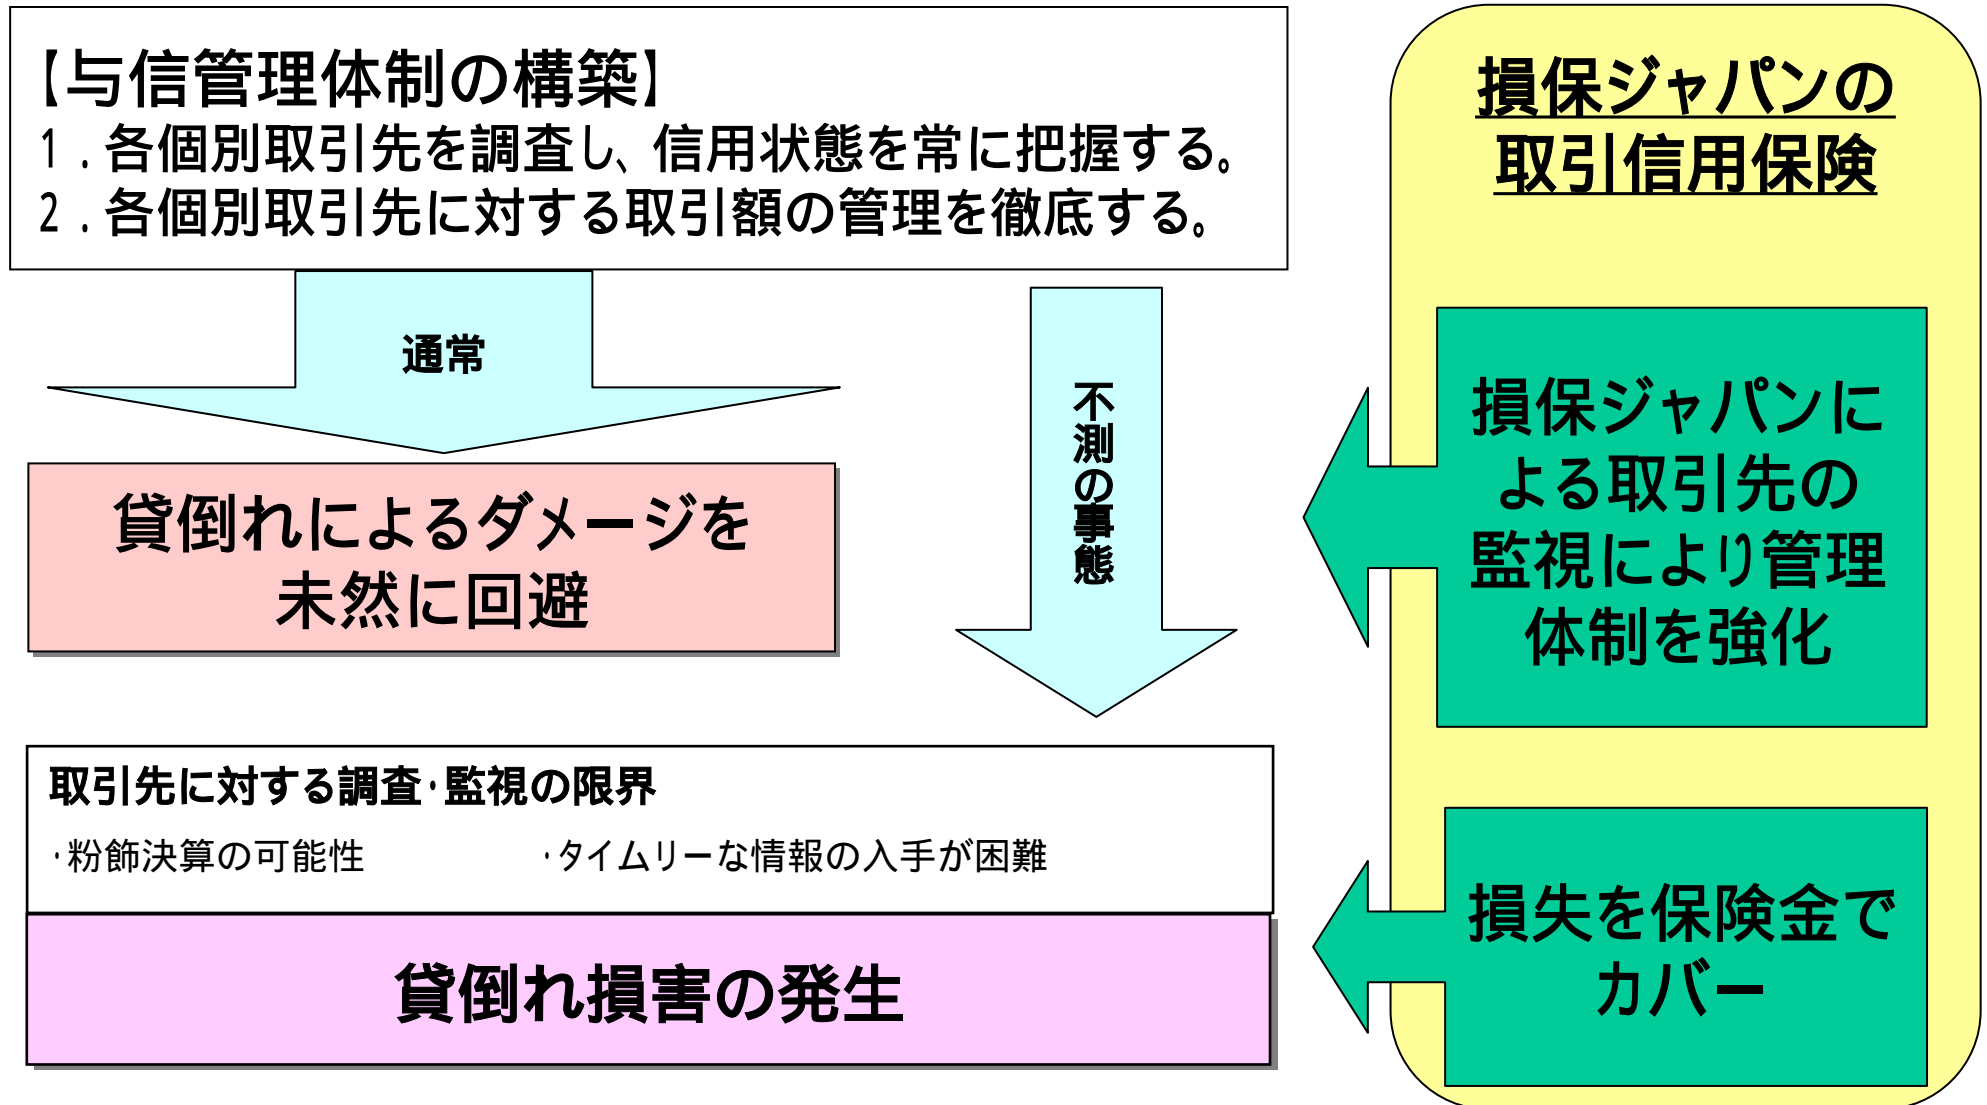 【与信管理体制の構築】
１．各個別取引先を調査し、信用状態を常に把握する。
２．各個別取引先に対する取引額の管理を徹底する。
通常
貸倒れによるダメージを
未然に回避
不測の事態
取引先に対する調査・監視の限界
・粉飾決算の可能性　　　　　・タイムリーな情報の入手が困難
貸倒れ損害の発生
損保ジャパンの
取引信用保険
損保ジャパンに
よる取引先の
監視により管理
体制を強化
損失を保険金で
カバー